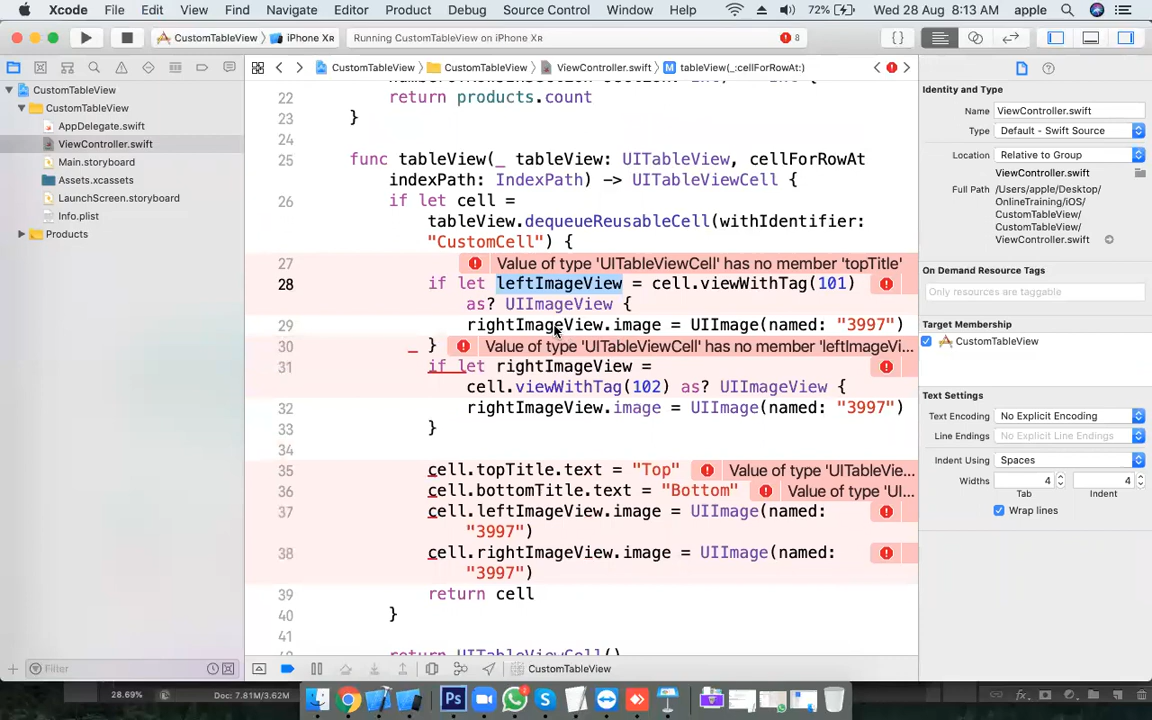 Xcode File Edit View Find Navigate Editor Product Debug Source Control Window Help 72% Wed 28 Aug 8:13 AM apple
CustomTableView iPhone Xʀ Running CustomTableView on iPhone Xʀ 8
CustomTableView CustomTableView ViewController.swift M tableView(_:cellForRowAt:)
CustomTableView
CustomTableView
AppDelegate.swift
ViewController.swift
Main.storyboard
Assets.xcassets
LaunchScreen.storyboard
Info.plist
Products
Filter
22 return products.count
23 }
24
25 func tableView(_ tableView: UITableView, cellForRowAt
indexPath: IndexPath) -> UITableViewCell {
26 if let cell =
tableView.dequeueReusableCell(withIdentifier:
"CustomCell") {
27 Value of type 'UITableViewCell' has no member 'topTitle'
28 if let leftImageView = cell.viewWithTag(101)
as? UIImageView {
29 rightImageView.image = UIImage(named: "3997")
30 } Value of type 'UITableViewCell' has no member 'leftImageVi...
31 if let rightImageView =
cell.viewWithTag(102) as? UIImageView {
32 rightImageView.image = UIImage(named: "3997")
33 }
34
35 cell.topTitle.text = "Top" Value of type 'UITableVie...
36 cell.bottomTitle.text = "Bottom" Value of type 'UI...
37 cell.leftImageView.image = UIImage(named:
"3997")
38 cell.rightImageView.image = UIImage(named:
"3997")
39 return cell
40 }
41
return UITableViewCell()
CustomTableView
Identity and Type
Name ViewController.swift
Type Default - Swift Source
Location Relative to Group
ViewController.swift
Full Path /Users/apple/Desktop/
OnlineTraining/iOS/
CustomTableView/
CustomTableView/
ViewController.swift
On Demand Resource Tags
Only resources are taggable
Target Membership
CustomTableView
Text Settings
Text Encoding No Explicit Encoding
Line Endings No Explicit Line Endings
Indent Using Spaces
Widths 4 4
Tab Indent
Wrap lines
28.69% Doc: 7.81M/3.62M
Ps
fx